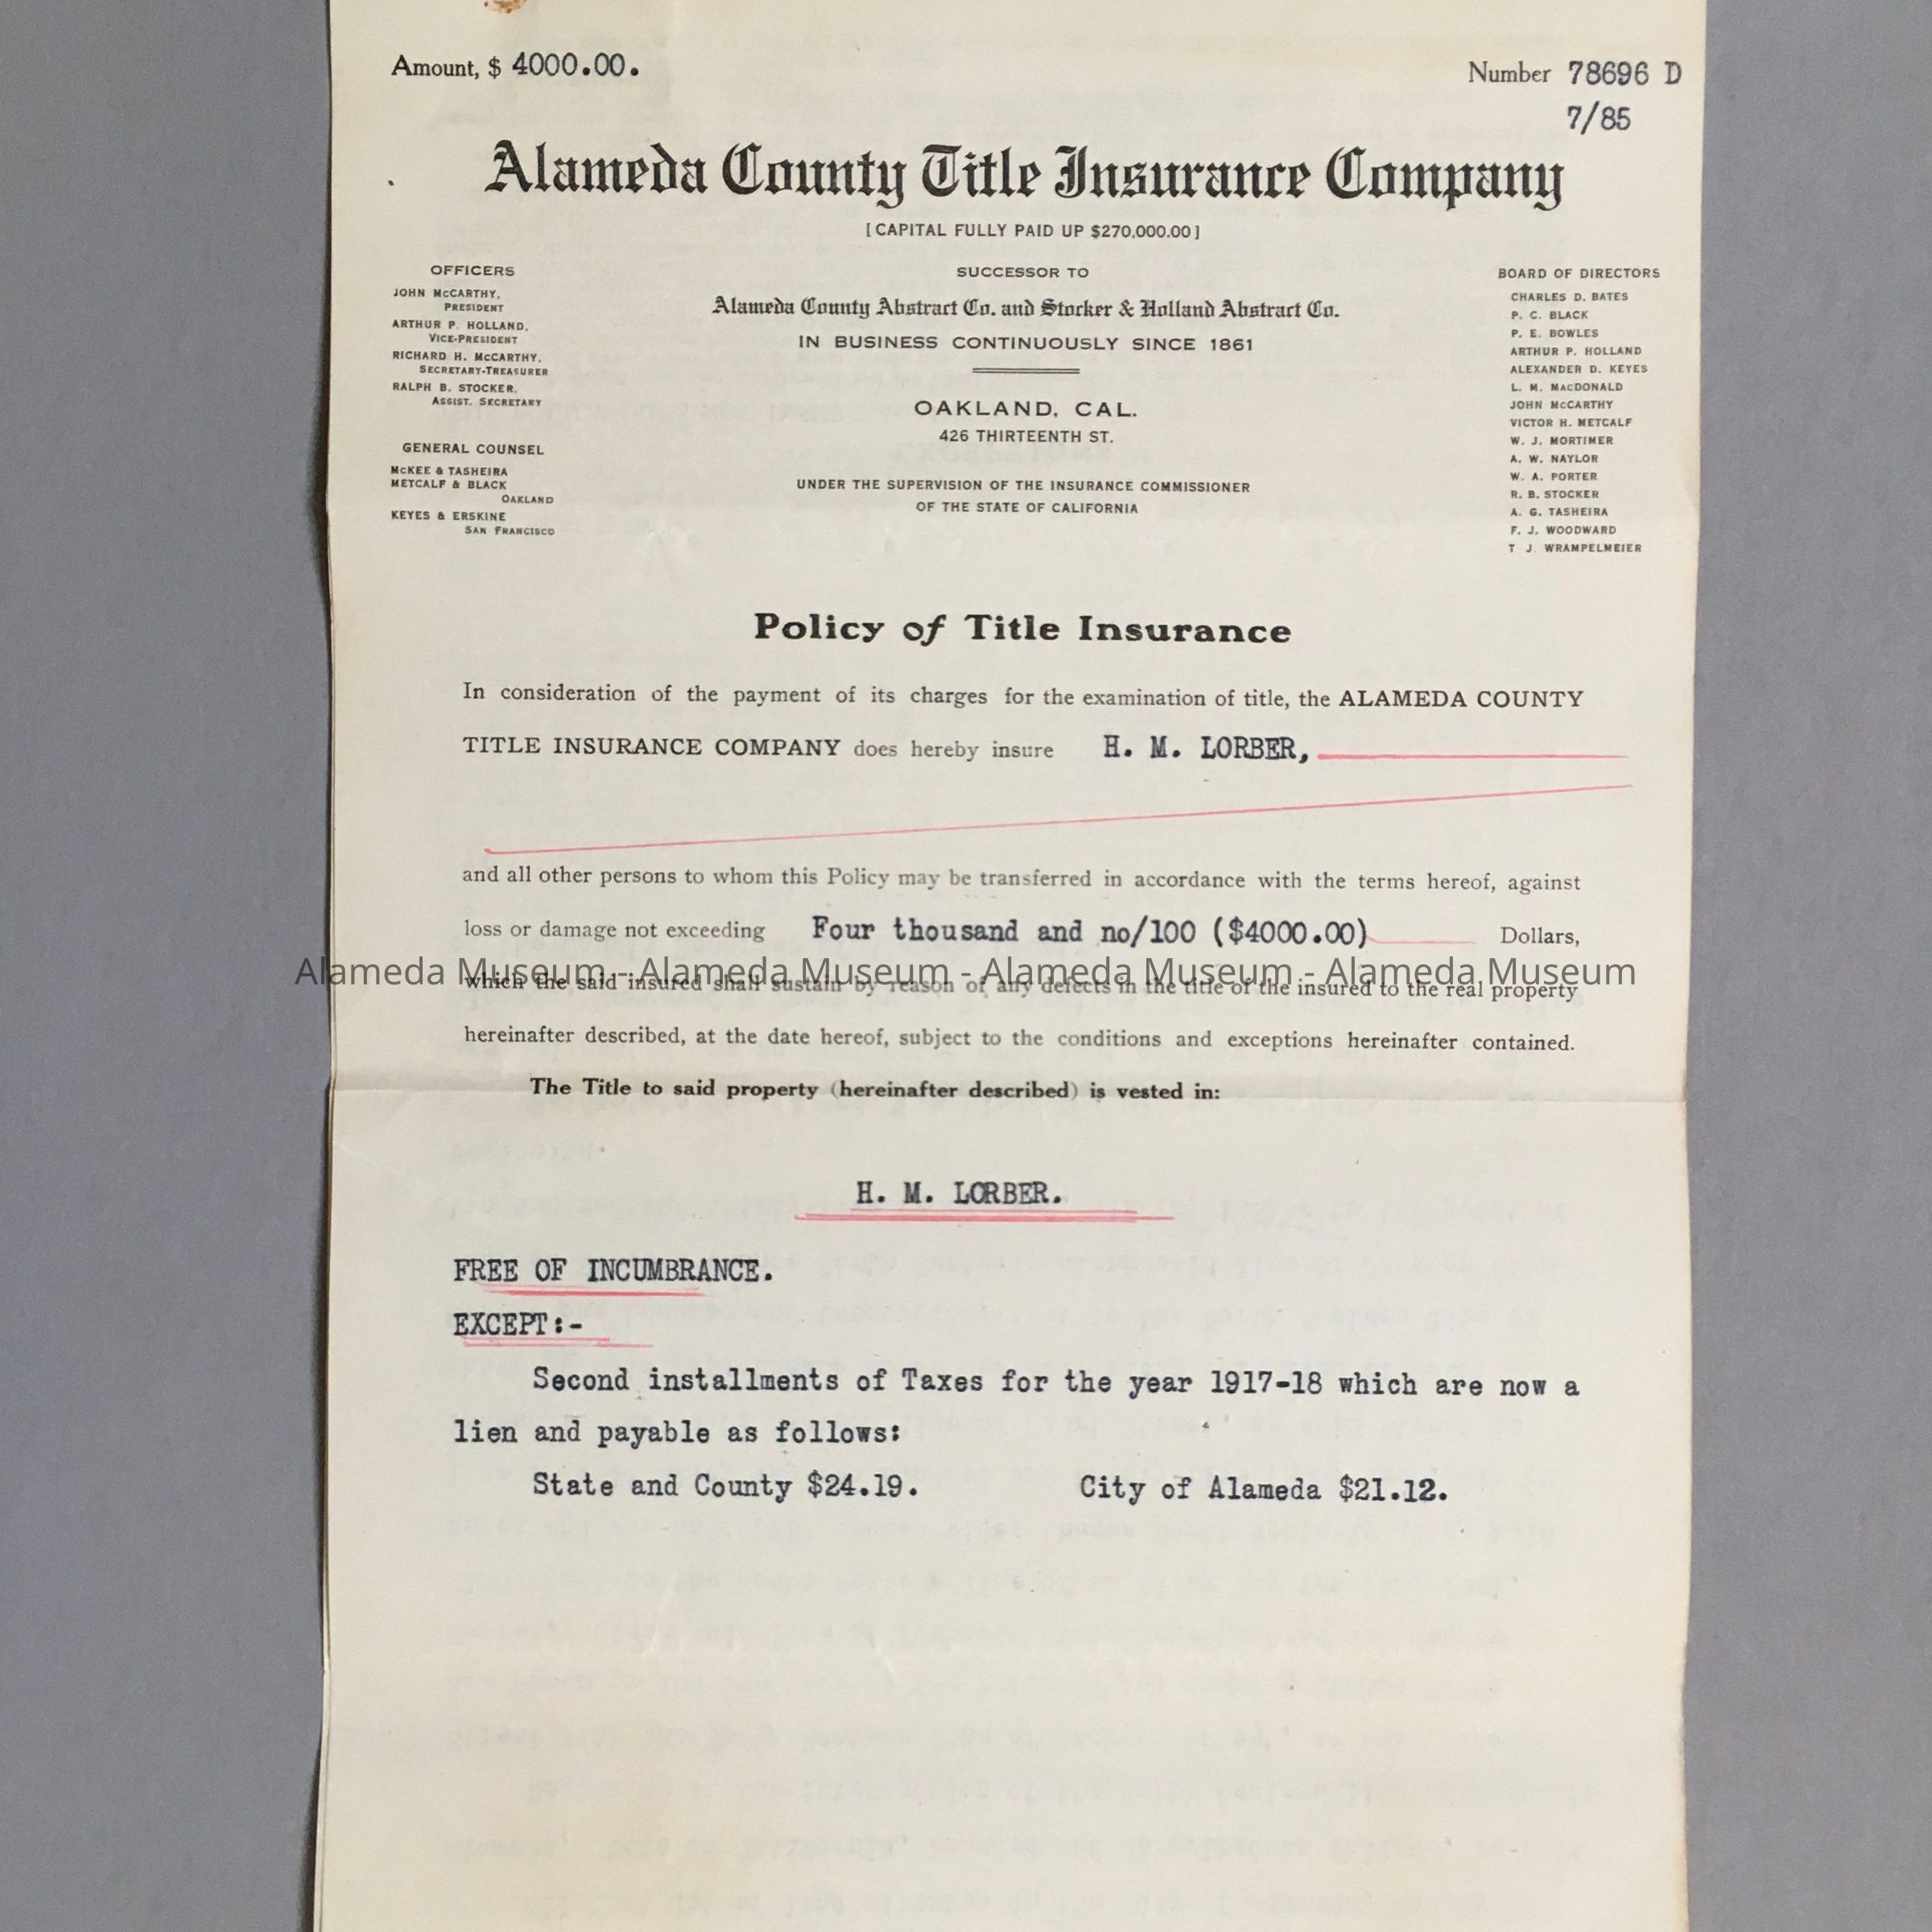 Amount, $ 4000.00.
Number 78696 D
7/85
Alameda County Title Insurance Company
[ CAPITAL FULLY PAID UP $270,000.00 ]
OFFICERS
JOHN McCARTHY,
PRESIDENT
ARTHUR P. HOLLAND,
VICE-PRESIDENT
RICHARD H. McCARTHY,
SECRETARY-TREASURER
RALPH B. STOCKER,
ASSIST. SECRETARY
GENERAL COUNSEL
McKEE & TASHEIRA
METCALF & BLACK
OAKLAND
KEYES & ERSKINE
SAN FRANCISCO
SUCCESSOR TO
Alameda County Abstract Co. and Stocker & Holland Abstract Co.
IN BUSINESS CONTINUOUSLY SINCE 1861
OAKLAND, CAL.
426 THIRTEENTH ST.
UNDER THE SUPERVISION OF THE INSURANCE COMMISSIONER
OF THE STATE OF CALIFORNIA
BOARD OF DIRECTORS
CHARLES D. BATES
P. C. BLACK
P. E. BOWLES
ARTHUR P. HOLLAND
ALEXANDER D. KEYES
L. M. MACDONALD
JOHN McCARTHY
VICTOR H. METCALF
W. J. MORTIMER
A. W. NAYLOR
W. A. PORTER
R. B. STOCKER
A. G. TASHEIRA
F. J. WOODWARD
T J. WRAMPELMEIER
Policy of Title Insurance
In consideration of the payment of its charges for the examination of title, the ALAMEDA COUNTY
TITLE INSURANCE COMPANY does hereby insure H. M. LORBER,
and all other persons to whom this Policy may be transferred in accordance with the terms hereof, against
loss or damage not exceeding Four thousand and no/100 ($4000.00) Dollars,
Alameda Museum - Alameda Museum - Alameda Museum - Alameda Museum
which the said insured shall sustain by reason of any defects in the title of the insured to the real property
hereinafter described, at the date hereof, subject to the conditions and exceptions hereinafter contained.
The Title to said property (hereinafter described) is vested in:
H. M. LORBER.
FREE OF INCUMBRANCE.
EXCEPT:-
Second installments of Taxes for the year 1917-18 which are now a
lien and payable as follows:
State and County $24.19. City of Alameda $21.12.